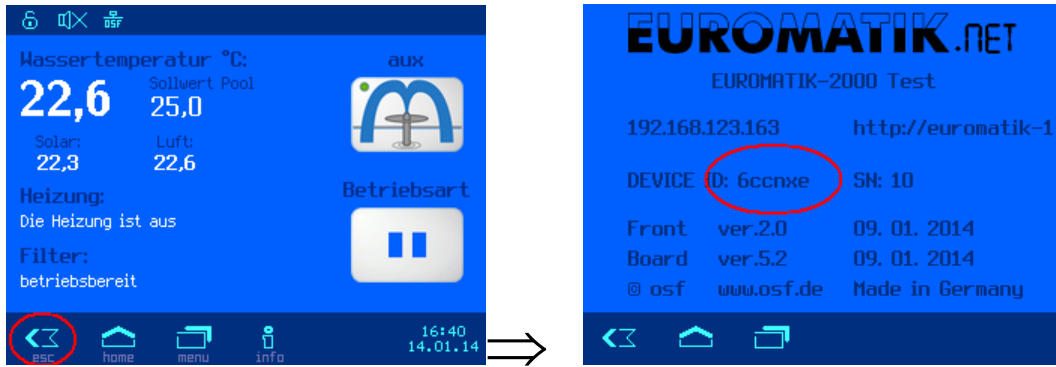 OSF
Wassertemperatur °C:
aux
Sollwert Pool
22,6
25,0
Solar:
Luft:
22,3
22,6
Betriebsart
Heizung:
Die Heizung ist aus
Filter:
betriebsbereit
esc
home
menu
info
16:40
14.01.14
EUROMATIK.NET
EUROMATIK-2000 Test
192.168.123.163 http://euromatik-1
DEVICE ID: 6ccnxe SN: 10
Front ver.2.0 09. 01. 2014
Board ver.5.2 09. 01. 2014
© osf www.osf.de Made in Germany